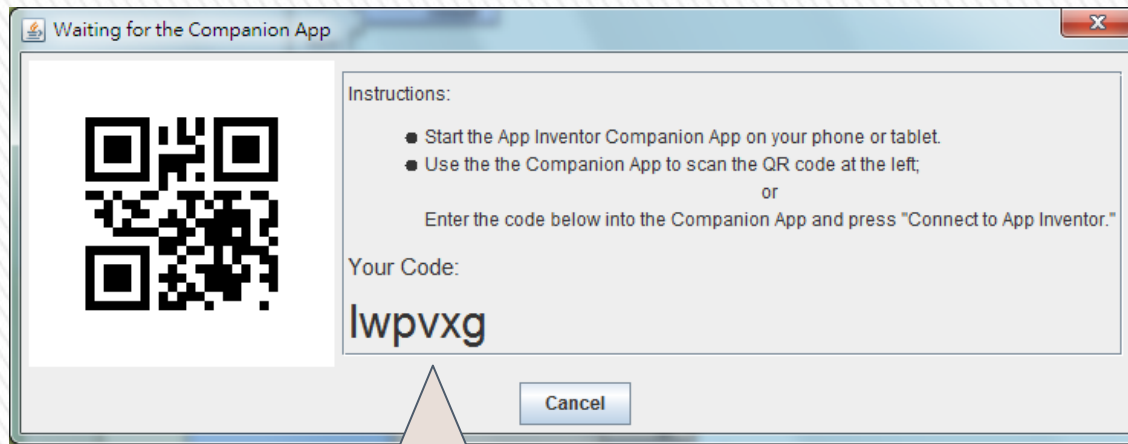 Waiting for the Companion App
Instructions:
Start the App Inventor Companion App on your phone or tablet.
Use the the Companion App to scan the QR code at the left;
or
Enter the code below into the Companion App and press "Connect to App Inventor."
Your Code:
lwpvxg
Cancel